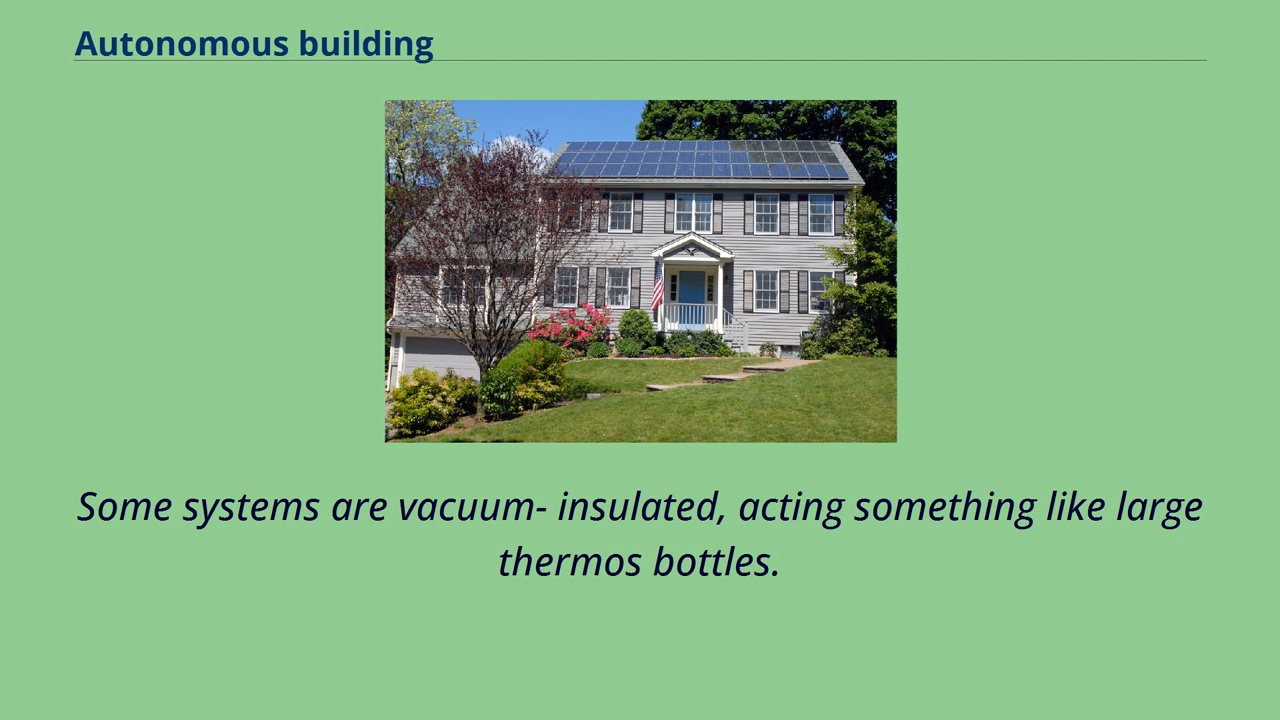 Autonomous building
Some systems are vacuum- insulated, acting something like large
thermos bottles.